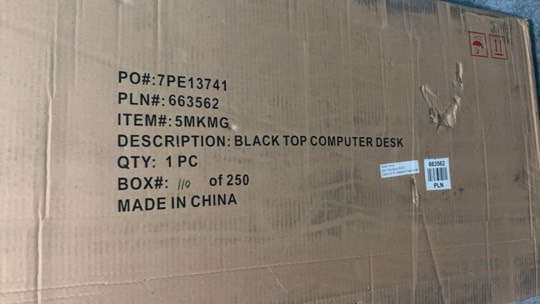 PO#:7PE13741
PLN#: 663562
ITEM#: 5MKMG
DESCRIPTION: BLACK TOP COMPUTER DESK
QTY: 1 PC
BOX#: 110 of 250
MADE IN CHINA
663562
PLN